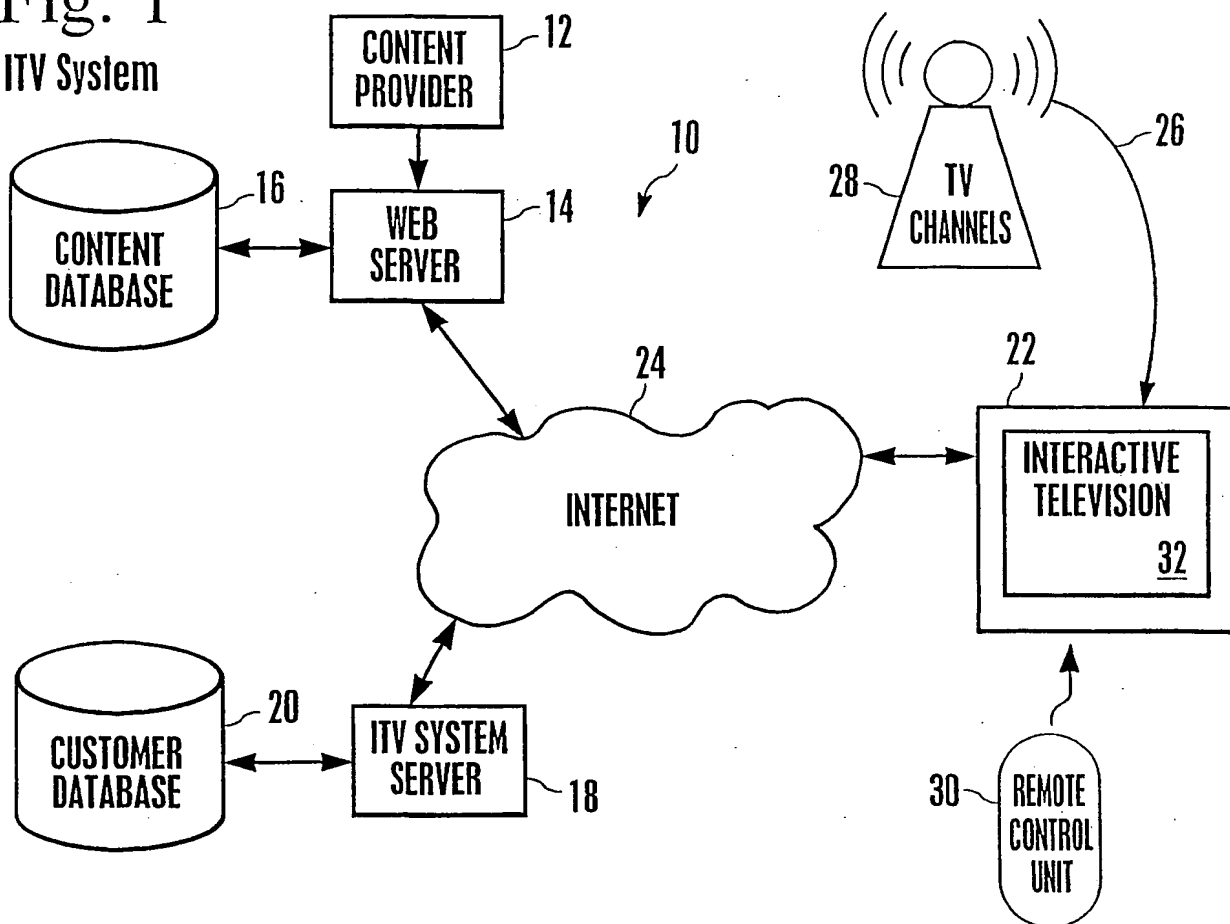 Fig. 1
ITV System
CONTENT
PROVIDER
12
10
26
16
CONTENT
DATABASE
WEB
SERVER
14
28
TV
CHANNELS
24
INTERNET
22
INTERACTIVE
TELEVISION
32
20
CUSTOMER
DATABASE
ITV SYSTEM
SERVER
18
30
REMOTE
CONTROL
UNIT